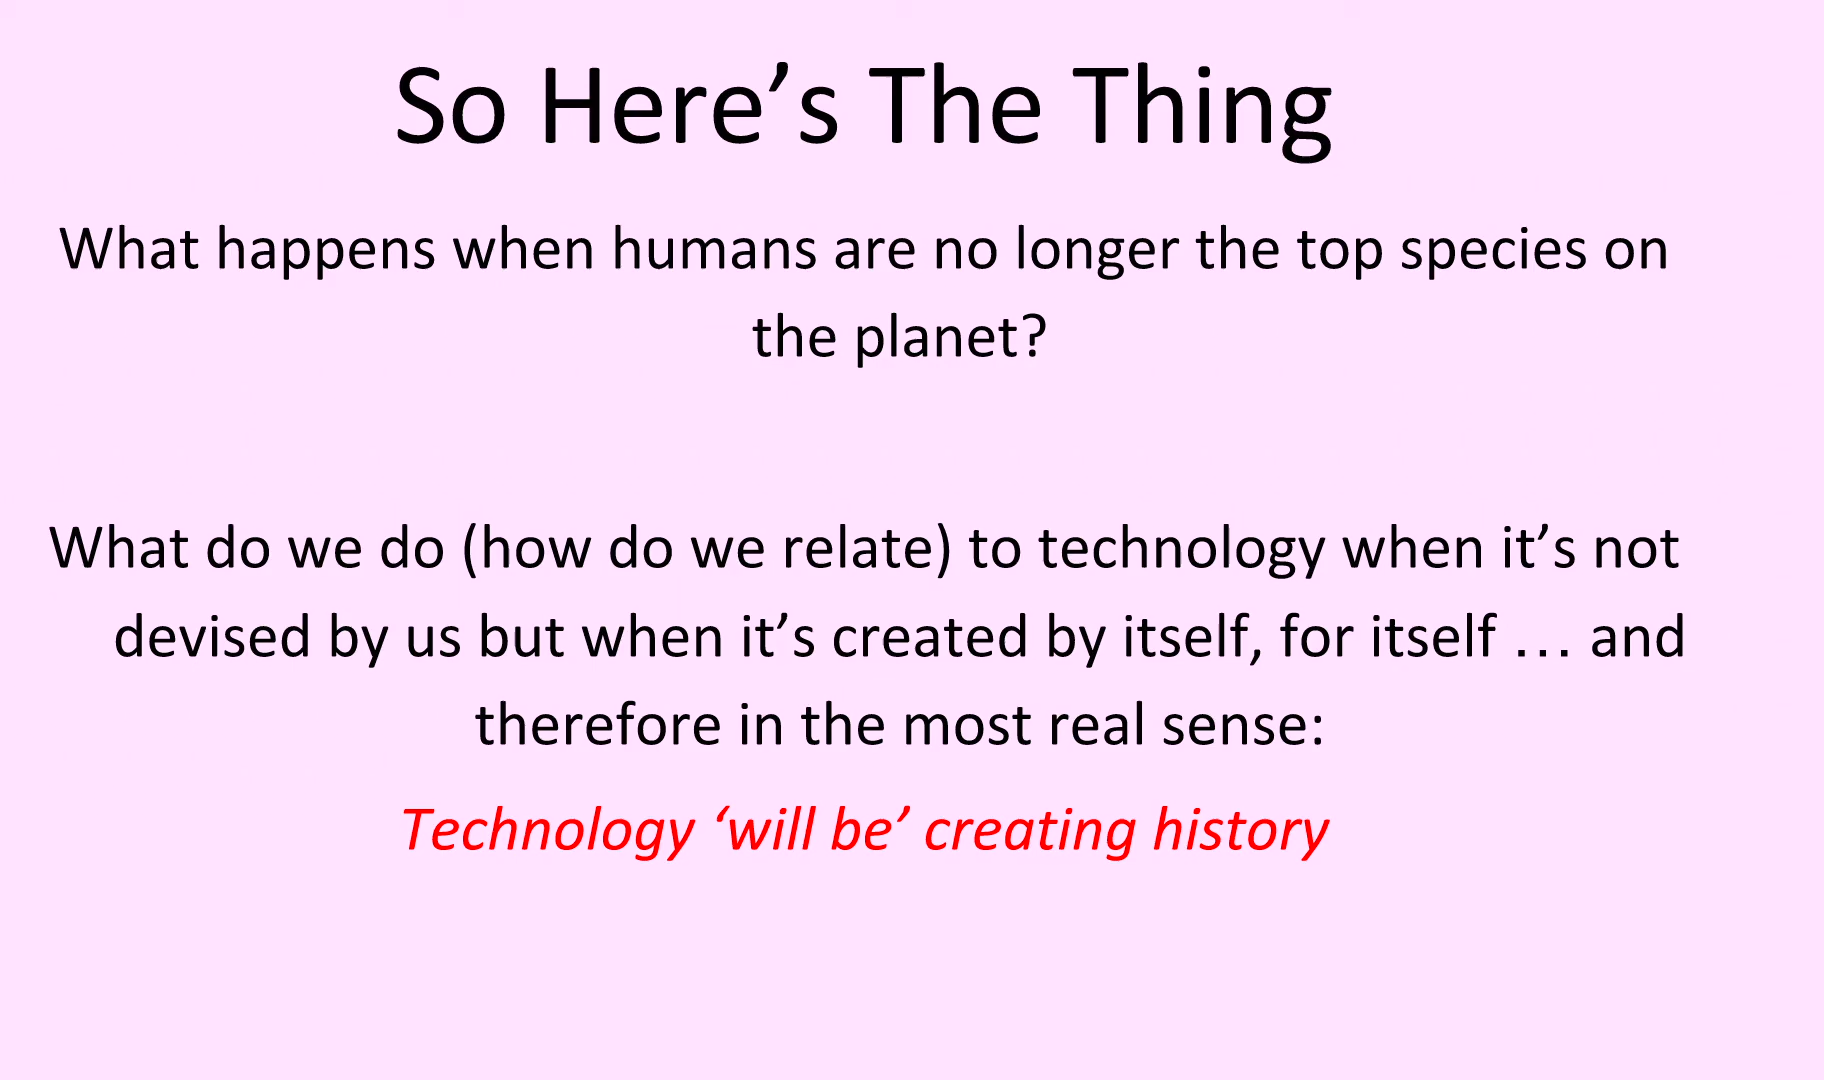 So Here’s The Thing
What happens when humans are no longer the top species on
the planet?
What do we do (how do we relate) to technology when it’s not
devised by us but when it’s created by itself, for itself … and
therefore in the most real sense:
Technology ‘will be’ creating history